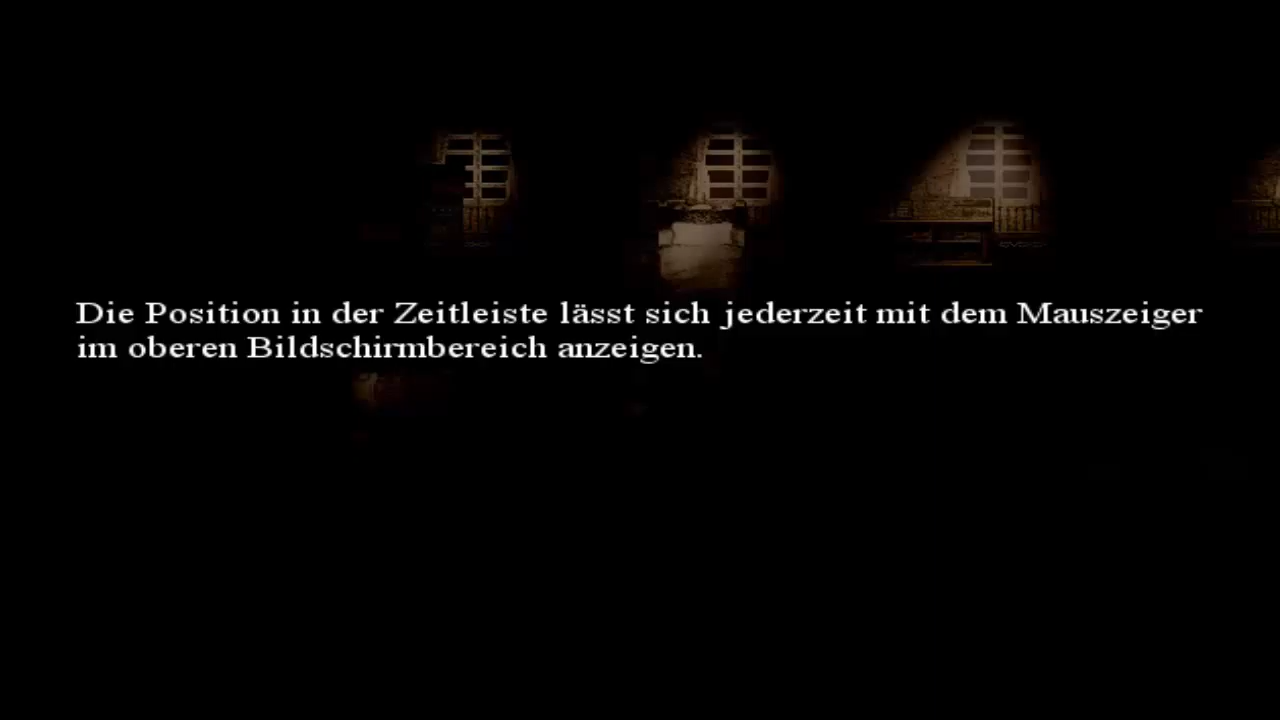 Die Position in der Zeitleiste lässt sich jederzeit mit dem Mauszeiger
im oberen Bildschirmbereich anzeigen.